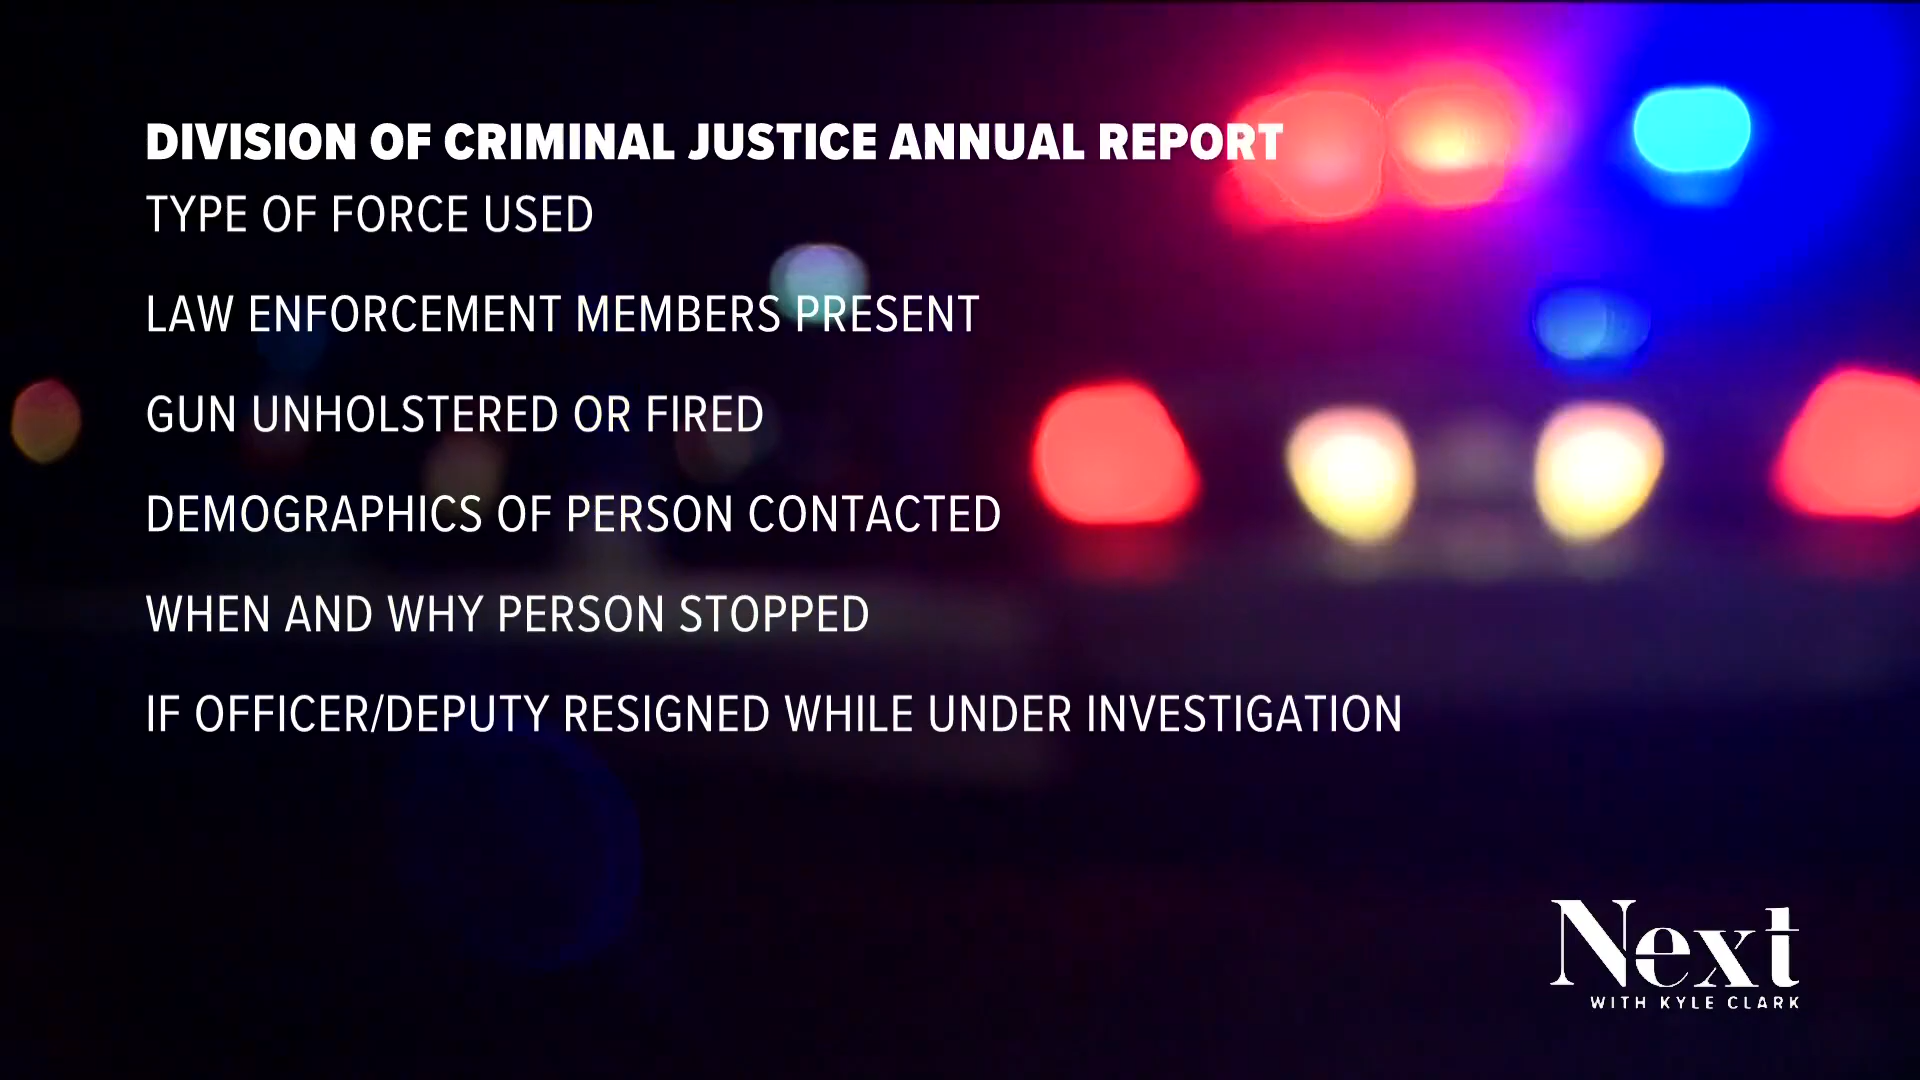 DIVISION OF CRIMINAL JUSTICE ANNUAL REPORT
TYPE OF FORCE USED
LAW ENFORCEMENT MEMBERS PRESENT
GUN UNHOLSTERED OR FIRED
DEMOGRAPHICS OF PERSON CONTACTED
WHEN AND WHY PERSON STOPPED
IF OFFICER/DEPUTY RESIGNED WHILE UNDER INVESTIGATION
Next
WITH KYLE CLARK